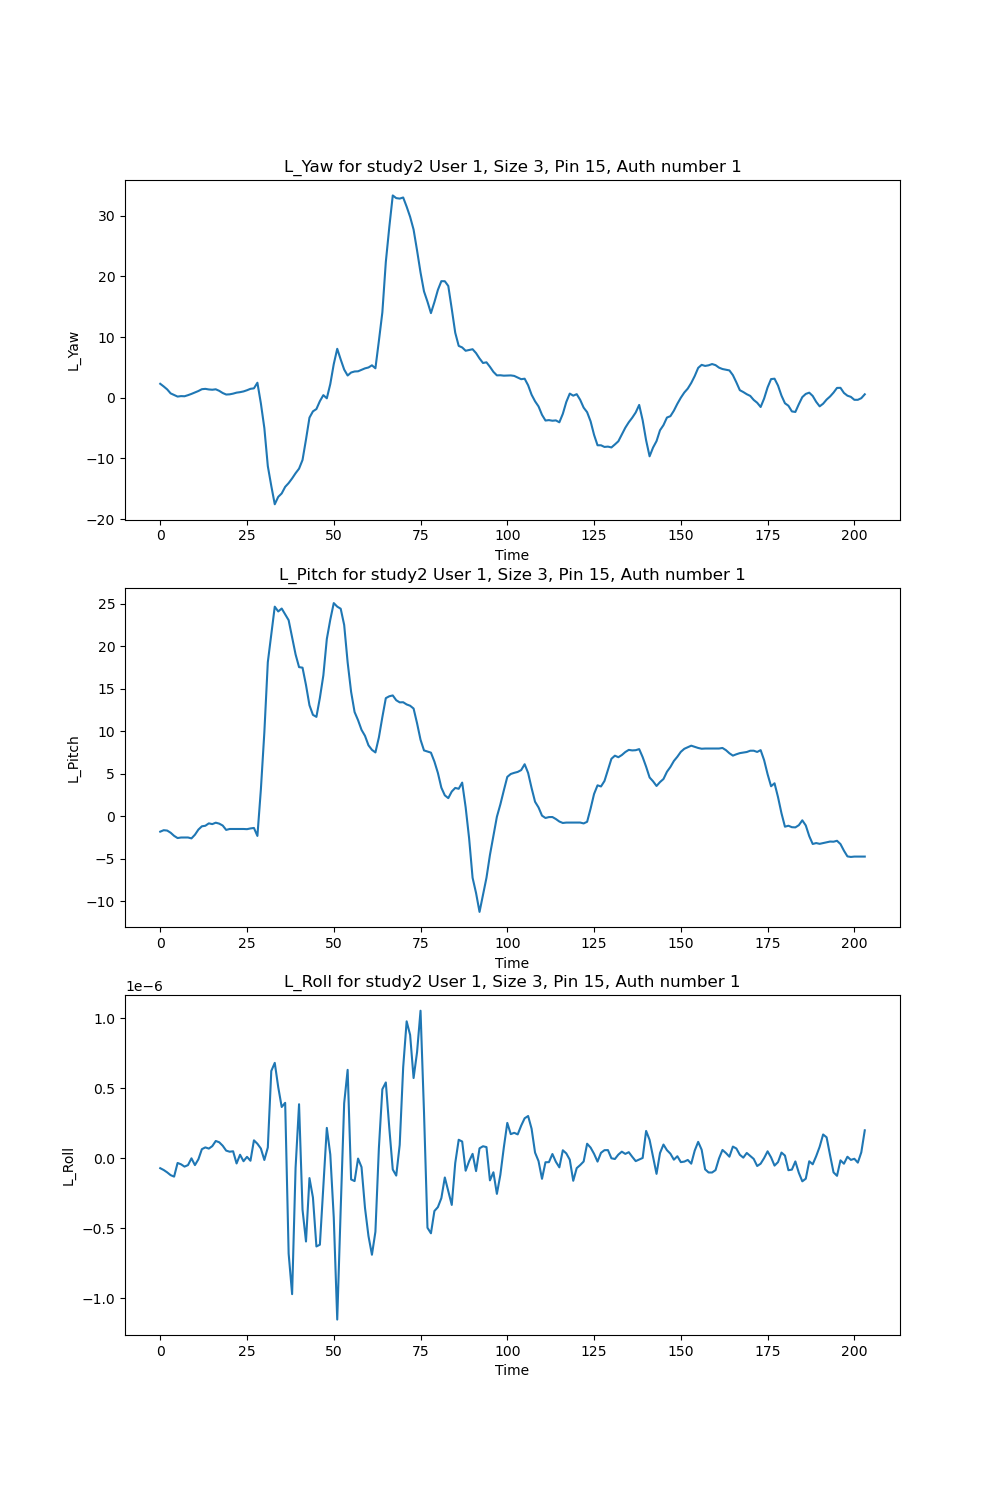 L_Yaw for study2 User 1, Size 3, Pin 15, Auth number 1
30
20
10
0
−10
−20
L_Yaw
0 25 50 75 100 125 150 175 200
Time
L_Pitch for study2 User 1, Size 3, Pin 15, Auth number 1
25
20
15
10
5
0
−5
−10
L_Pitch
0 25 50 75 100 125 150 175 200
Time
1e−6
L_Roll for study2 User 1, Size 3, Pin 15, Auth number 1
1.0
0.5
0.0
−0.5
−1.0
L_Roll
0 25 50 75 100 125 150 175 200
Time